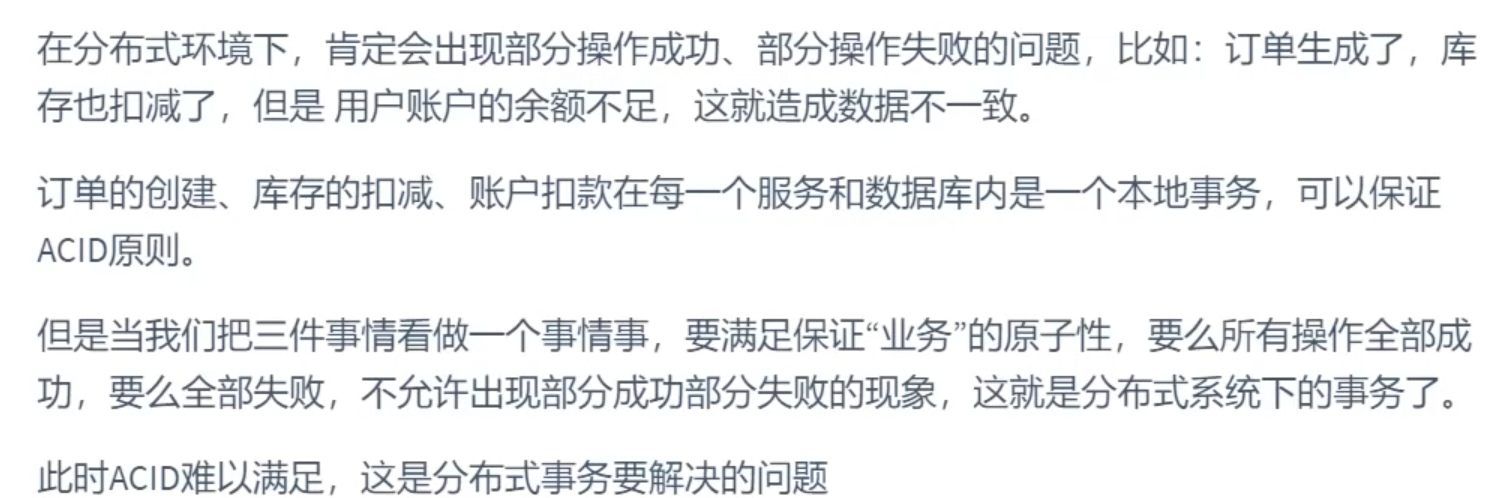 在分布式环境下，肯定会出现部分操作成功、部分操作失败的问题，比如：订单生成了，库
存也扣减了，但是 用户账户的余额不足，这就造成数据不一致。
订单的创建、库存的扣减、账户扣款在每一个服务和数据库内是一个本地事务，可以保证
ACID原则。
但是当我们把三件事情看做一个事情事，要满足保证“业务”的原子性，要么所有操作全部成
功，要么全部失败，不允许出现部分成功部分失败的现象，这就是分布式系统下的事务了。
此时ACID难以满足，这是分布式事务要解决的问题